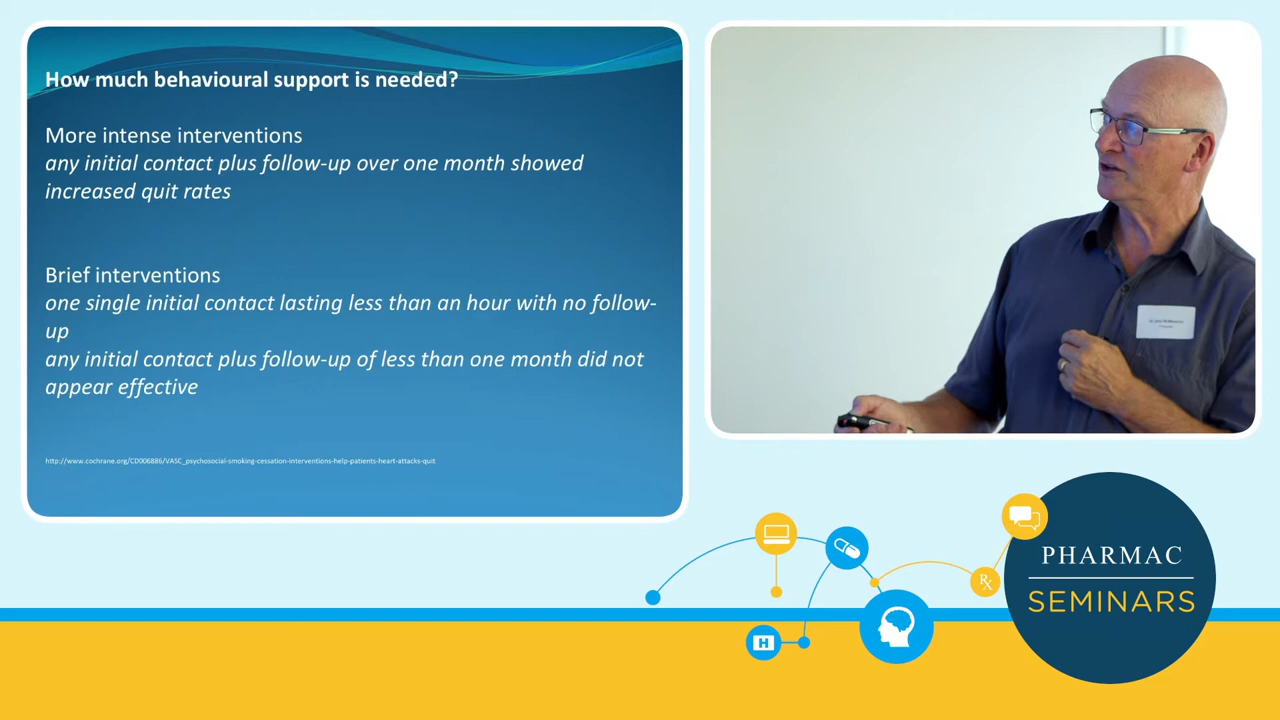 How much behavioural support is needed?
More intense interventions
any initial contact plus follow-up over one month showed
increased quit rates
Brief interventions
one single initial contact lasting less than an hour with no follow-
up
any initial contact plus follow-up of less than one month did not
appear effective
http://www.cochrane.org/CD006886/VASC_psychosocial-smoking-cessation-interventions-help-patients-heart-attacks-quit
Rx
H
PHARMAC
SEMINARS